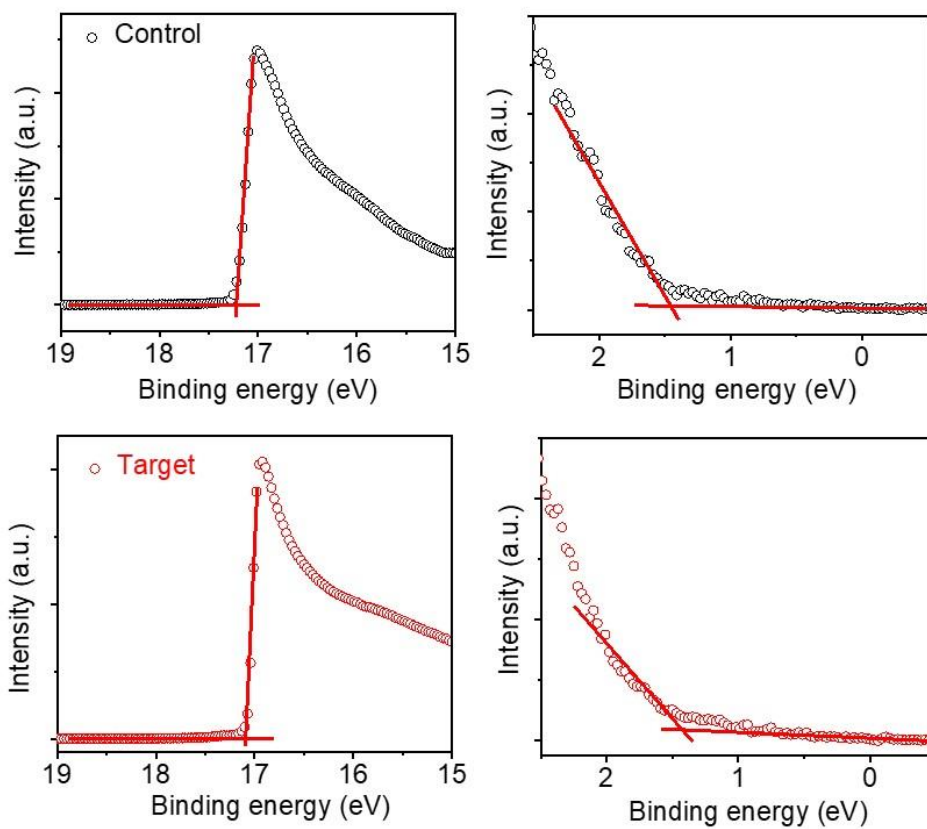 Control
Intensity (a.u.)
19 18 17 16 15
Binding energy (eV)
Intensity (a.u.)
2 1 0
Binding energy (eV)
Target
Intensity (a.u.)
19 18 17 16 15
Binding energy (eV)
Intensity (a.u.)
2 1 0
Binding energy (eV)